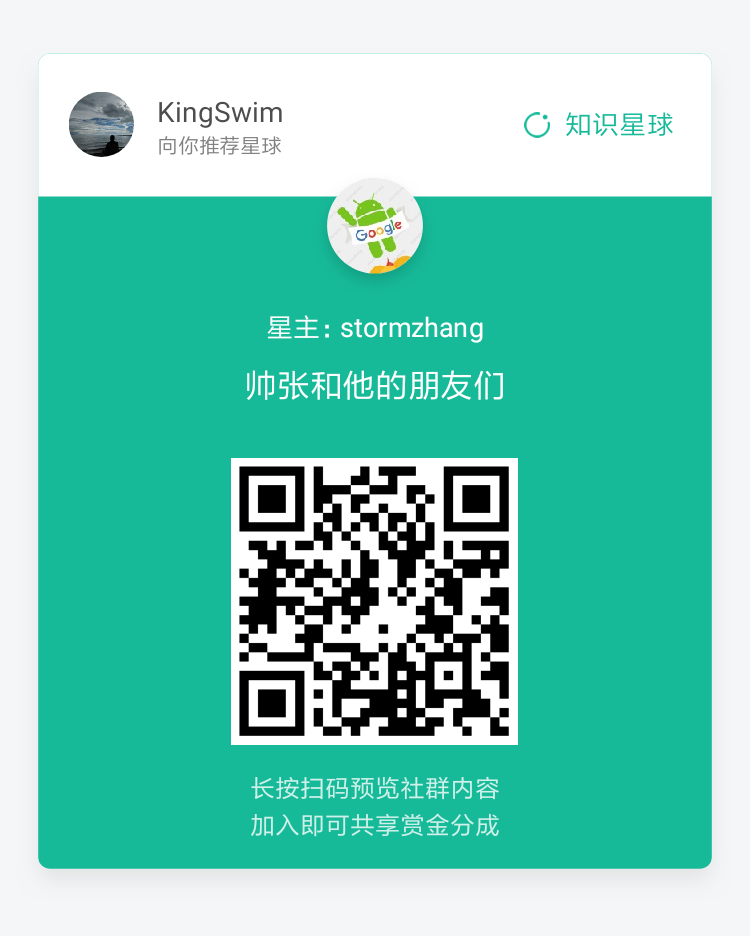 KingSwim
向你推荐星球
知识星球
Google
星主: stormzhang
帅张和他的朋友们
长按扫码预览社群内容
加入即可共享赏金分成